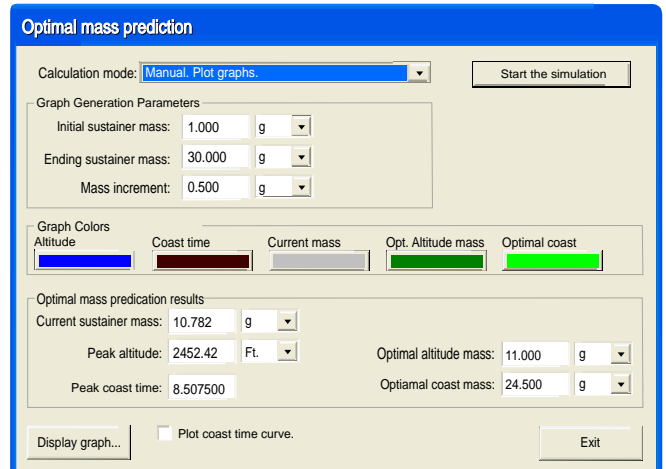 Optimal mass prediction
Calculation mode: Manual. Plot graphs.
Start the simulation
Graph Generation Parameters
Initial sustainer mass: 1.000 g
Ending sustainer mass: 30.000 g
Mass increment: 0.500 g
Graph Colors
Altitude Coast time Current mass Opt. Altitude mass Optimal coast
Optimal mass predication results
Current sustainer mass: 10.782 g
Peak altitude: 2452.42 Ft. Optimal altitude mass: 11.000 g
Peak coast time: 8.507500 Optiamal coast mass: 24.500 g
Display graph... Plot coast time curve. Exit